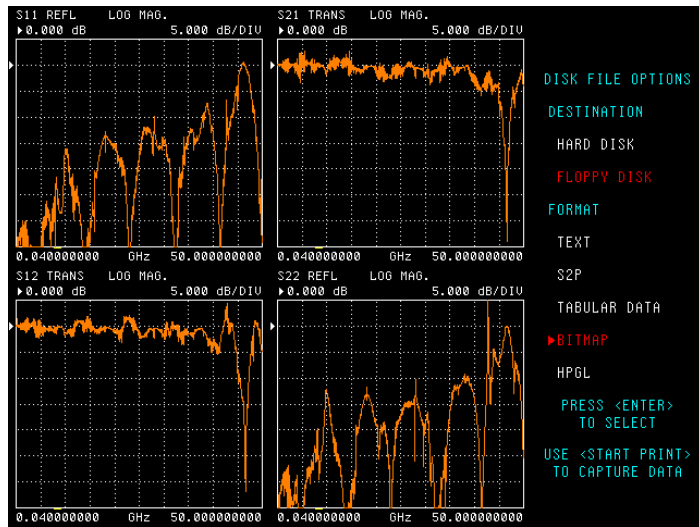 S11 REFL LOG MAG.
▶0.000 dB 5.000 dB/DIV
0.040000000 GHz 50.000000000
S21 TRANS LOG MAG.
▶0.000 dB 5.000 dB/DIV
0.040000000 GHz 50.000000000
S12 TRANS LOG MAG.
▶0.000 dB 5.000 dB/DIV
0.040000000 GHz 50.000000000
S22 REFL LOG MAG.
▶0.000 dB 5.000 dB/DIV
0.040000000 GHz 50.000000000
DISK FILE OPTIONS
DESTINATION
HARD DISK
FLOPPY DISK
FORMAT
TEXT
S2P
TABULAR DATA
▶BITMAP
HPGL
PRESS <ENTER>
TO SELECT
USE <START PRINT>
TO CAPTURE DATA